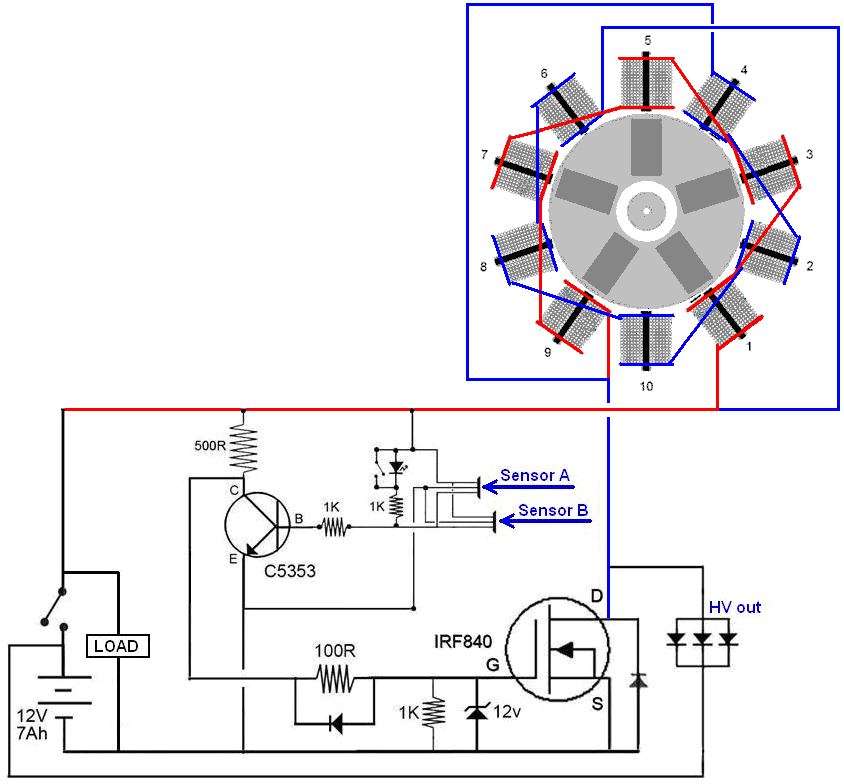 5
6
4
7
3
8
2
9
1
10
500R
Sensor A
C
1K
1K
Sensor B
B
E
C5353
D
HV out
LOAD
IRF840
100R
G
12V
7Ah
1K
12v
S